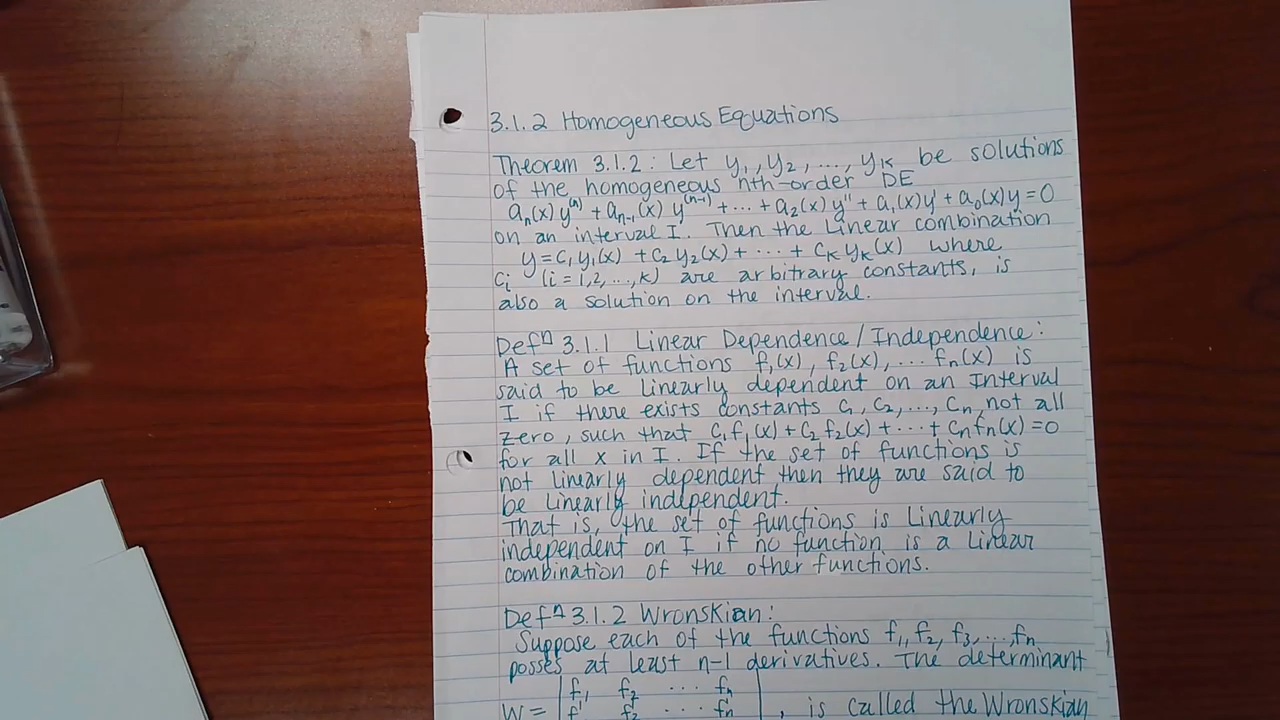 3.1.2 Homogeneous Equations
Theorem 3.1.2: Let y₁, y₂, ..., yₖ be solutions
of the homogeneous nth-order DE
aₙ(x)y⁽ⁿ⁾ + aₙ₋₁(x) y⁽ⁿ⁻¹⁾ + ... + a₂(x)y'' + a₁(x)y' + a₀(x)y = 0
on an interval I. Then the Linear combination
y = c₁y₁(x) + c₂y₂(x) + ... + cₖyₖ(x) where
cᵢ (i = 1,2,...,k) are arbitrary constants, is
also a solution on the interval.
Defⁿ 3.1.1 Linear Dependence/Independence:
A set of functions f₁(x), f₂(x), ... fₙ(x) is
said to be linearly dependent on an Interval
I if there exists constants c₁, c₂, ..., cₙ, not all
zero, such that c₁f₁(x) + c₂f₂(x) + ... + cₙfₙ(x) = 0
for all x in I. If the set of functions is
not linearly dependent then they are said to
be linearly independent.
That is, the set of functions is Linearly
independent on I if no function is a Linear
combination of the other functions.
Defⁿ 3.1.2 Wronskian:
Suppose each of the functions f₁, f₂, f₃, ..., fₙ
posses at least n-1 derivatives. The determinant
| f₁ f₂ ... fₙ |
W = | f₁' f₂' ... fₙ' | , is called the Wronskian